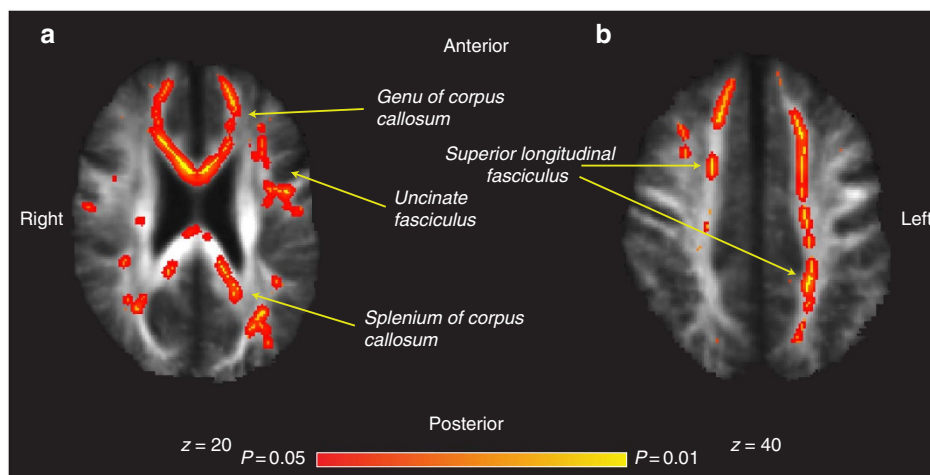 a
b
Anterior
Genu of corpus
callosum
Superior longitudinal
fasciculus
Uncinate
fasciculus
Right
Left
Splenium of corpus
callosum
Posterior
z = 20
z = 40
P = 0.05
P = 0.01